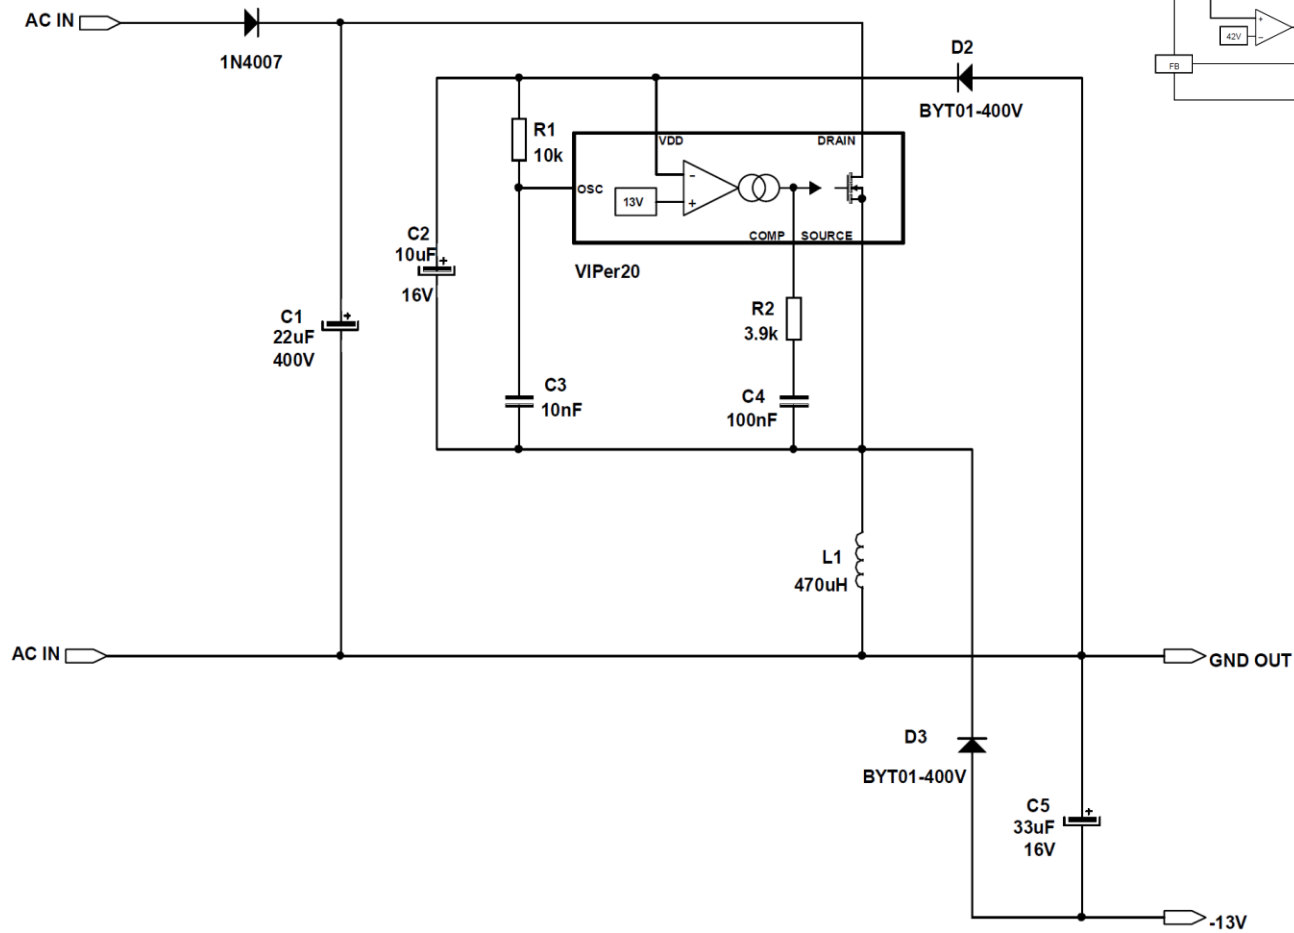 AC IN
1N4007
42V
+
-
FB
D2
BYT01-400V
R1
10k
VDD
DRAIN
OSC
13V
-
+
COMP
SOURCE
VIPer20
C2
10uF
+
16V
C1
22uF
400V
+
R2
3.9k
C3
10nF
C4
100nF
L1
470uH
AC IN
GND OUT
D3
BYT01-400V
C5
33uF
16V
+
-13V